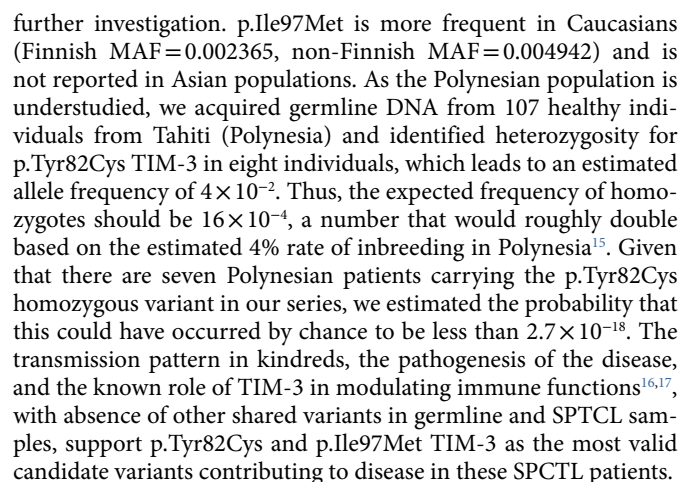 further investigation. p.Ile97Met is more frequent in Caucasians
(Finnish MAF = 0.002365, non-Finnish MAF = 0.004942) and is
not reported in Asian populations. As the Polynesian population is
understudied, we acquired germline DNA from 107 healthy indi-
viduals from Tahiti (Polynesia) and identified heterozygosity for
p.Tyr82Cys TIM-3 in eight individuals, which leads to an estimated
allele frequency of 4 × 10⁻². Thus, the expected frequency of homo-
zygotes should be 16 × 10⁻⁴, a number that would roughly double
based on the estimated 4% rate of inbreeding in Polynesia¹⁵. Given
that there are seven Polynesian patients carrying the p.Tyr82Cys
homozygous variant in our series, we estimated the probability that
this could have occurred by chance to be less than 2.7 × 10⁻¹⁸. The
transmission pattern in kindreds, the pathogenesis of the disease,
and the known role of TIM-3 in modulating immune functions¹⁶,¹⁷,
with absence of other shared variants in germline and SPTCL sam-
ples, support p.Tyr82Cys and p.Ile97Met TIM-3 as the most valid
candidate variants contributing to disease in these SPCTL patients.